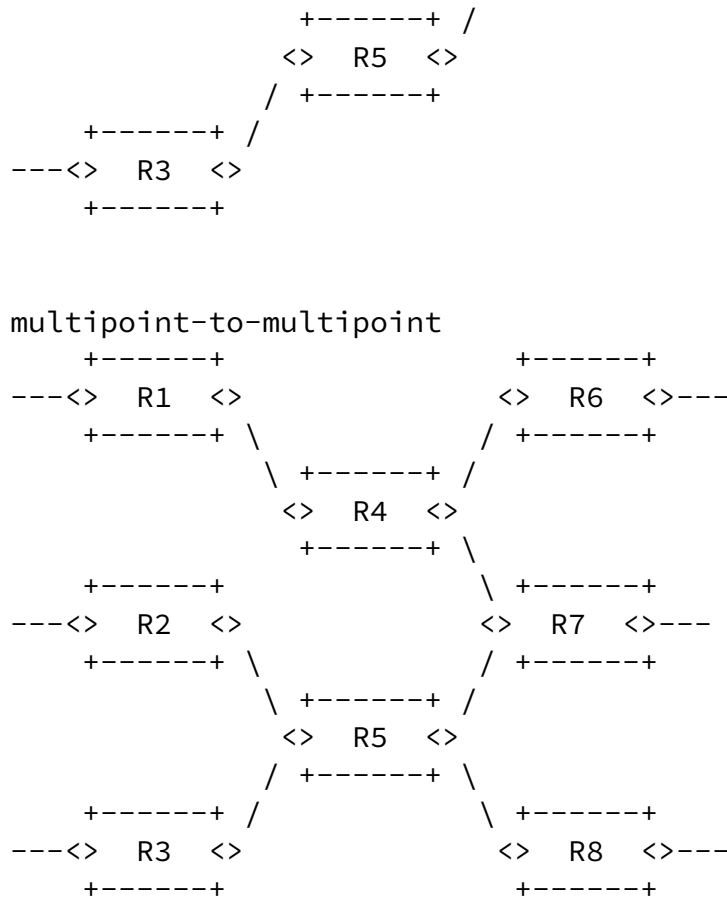 +------+ /
               <>  R5  <>
              / +------+
    +------+ /
---<>  R3  <>
    +------+


multipoint-to-multipoint
    +------+                +------+
---<>  R1  <>              <>  R6  <>---
    +------+ \            / +------+
              \ +------+ /
               <>  R4  <>
                +------+ \
    +------+              \ +------+
---<>  R2  <>             <>  R7  <>---
    +------+ \            / +------+
              \ +------+ /
               <>  R5  <>
              / +------+ \
    +------+ /            \ +------+
---<>  R3  <>              <>  R8  <>---
    +------+                +------+